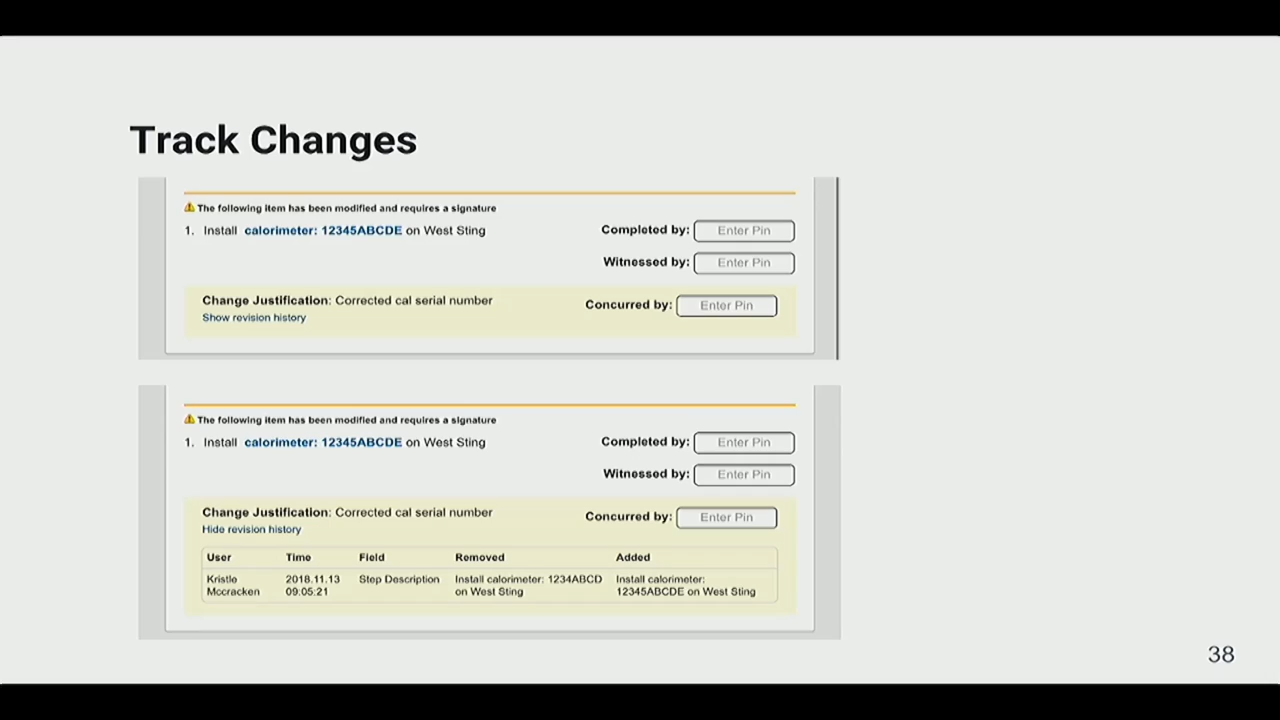 Track Changes
The following item has been modified and requires a signature
1. Install calorimeter: 12345ABCDE on West Sting
Completed by: Enter Pin
Witnessed by: Enter Pin
Change Justification: Corrected cal serial number
Concurred by: Enter Pin
Show revision history
The following item has been modified and requires a signature
1. Install calorimeter: 12345ABCDE on West Sting
Completed by: Enter Pin
Witnessed by: Enter Pin
Change Justification: Corrected cal serial number
Concurred by: Enter Pin
Hide revision history
User Time Field Removed Added
Kristle 2018.11.13 Step Description Install calorimeter: 1234ABCD Install calorimeter:
Mccracken 09:05:21 on West Sting 12345ABCDE on West Sting
38